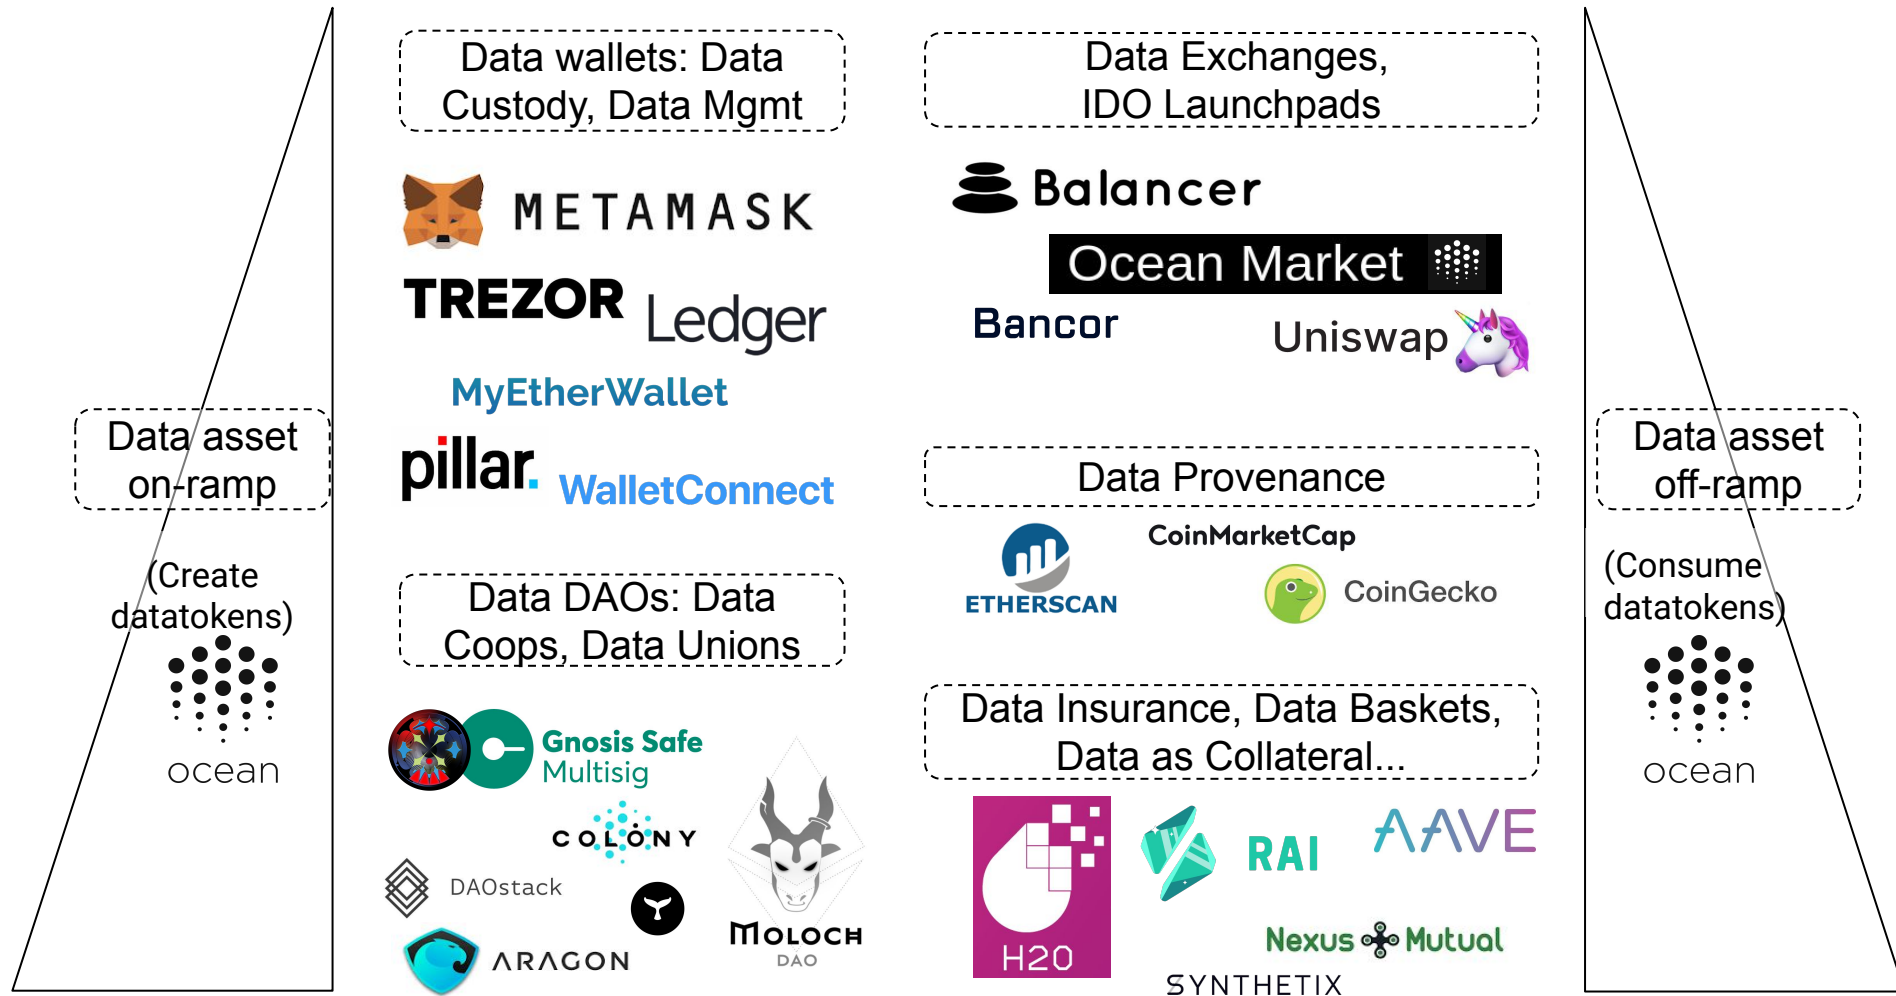 Data asset
on-ramp
(Create
datatokens)
ocean
Data wallets: Data
Custody, Data Mgmt
METAMASK
TREZOR
Ledger
MyEtherWallet
pillar.
WalletConnect
Data DAOs: Data
Coops, Data Unions
Gnosis Safe
Multisig
COLONY
DAOstack
MOLOCH
DAO
ARAGON
Data Exchanges,
IDO Launchpads
Balancer
Ocean Market
Bancor
Uniswap
Data Provenance
ETHERSCAN
CoinMarketCap
CoinGecko
Data Insurance, Data Baskets,
Data as Collateral...
H2O
RAI
AAVE
Nexus Mutual
SYNTHETIX
Data asset
off-ramp
(Consume
datatokens)
ocean